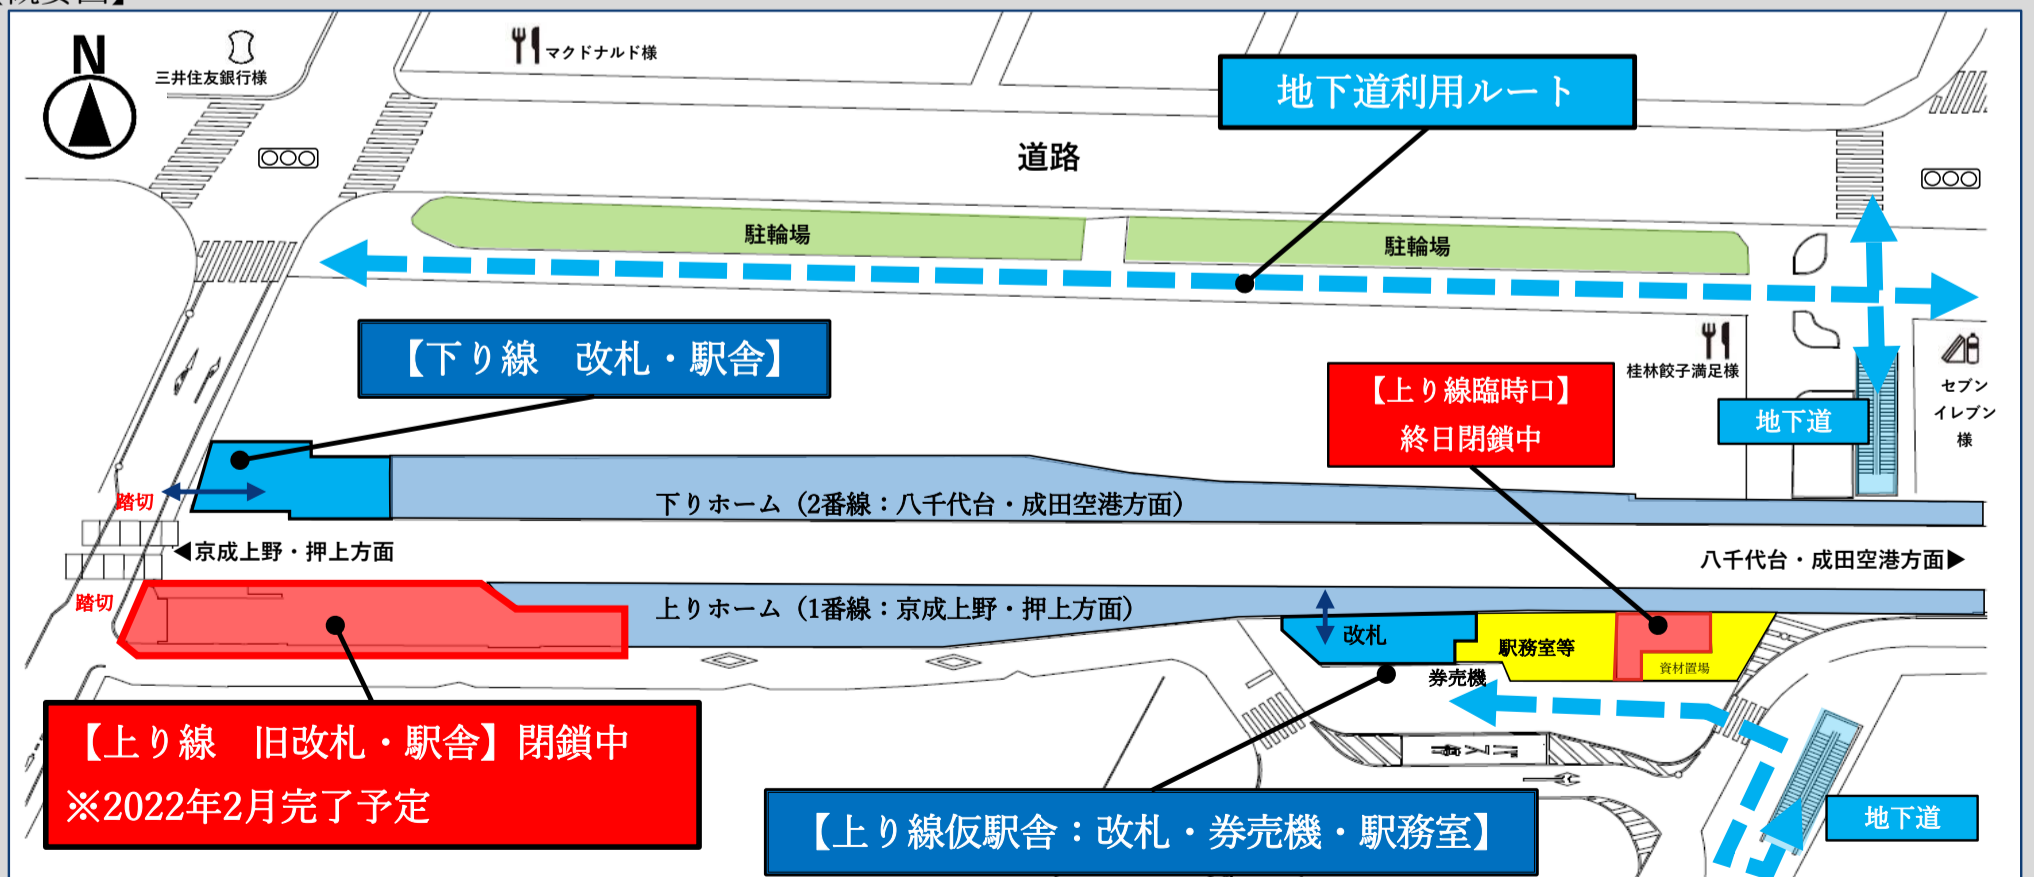 N
三井住友銀行様
マクドナルド様
地下道利用ルート
道路
駐輪場
駐輪場
【下り線　改札・駅舎】
桂林餃子満足様
セブン
イレブン
様
【上り線臨時口】
終日閉鎖中
地下道
踏切
下りホーム（2番線：八千代台・成田空港方面）
◀京成上野・押上方面
八千代台・成田空港方面▶
踏切
上りホーム（1番線：京成上野・押上方面）
改札
駅務室等
資材置場
券売機
【上り線　旧改札・駅舎】閉鎖中
※2022年2月完了予定
【上り線仮駅舎：改札・券売機・駅務室】
地下道